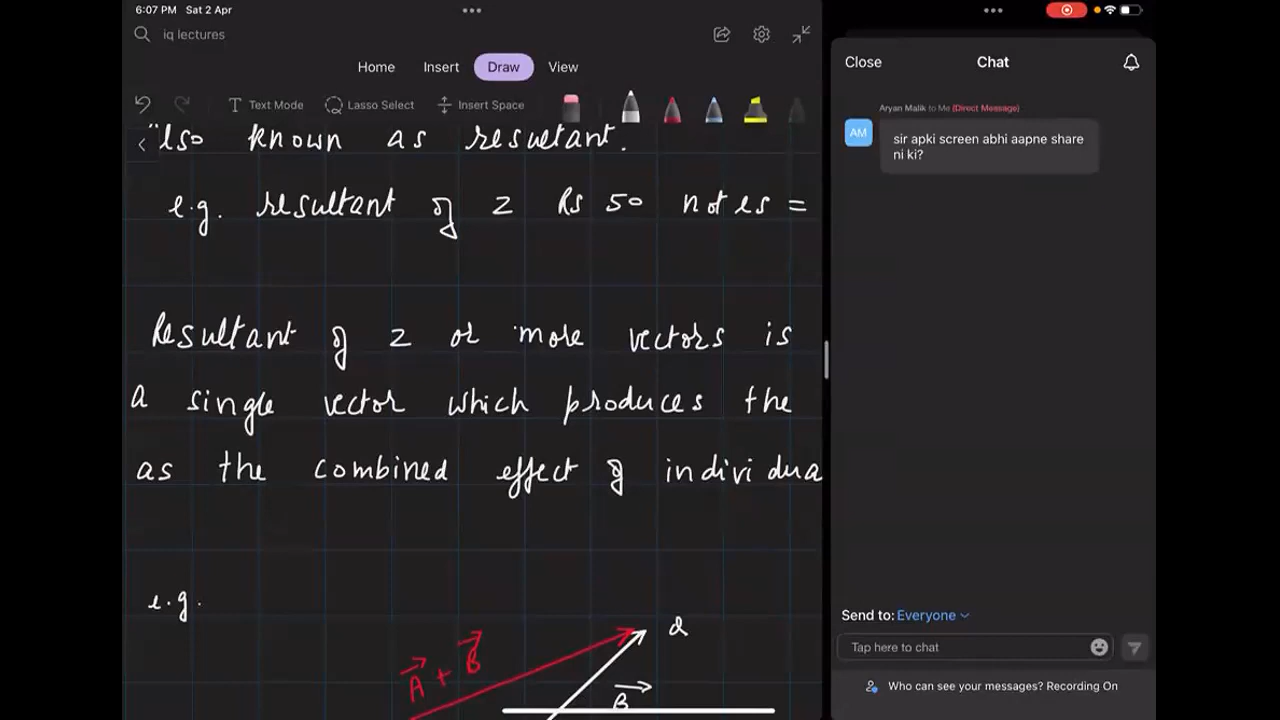 6:07 PM Sat 2 Apr
iq lectures
Home Insert Draw View
Text Mode Lasso Select Insert Space
lso known as resultant.
e.g. resultant of 2 Rs 50 notes =
Resultant of 2 or more vectors is
a single vector which produces the
as the combined effect of individua
e.g.
A + B
B
Close Chat
Aryan Malik to Me (Direct Message)
AM
sir apki screen abhi aapne share
ni ki?
Send to: Everyone
Tap here to chat
Who can see your messages? Recording On